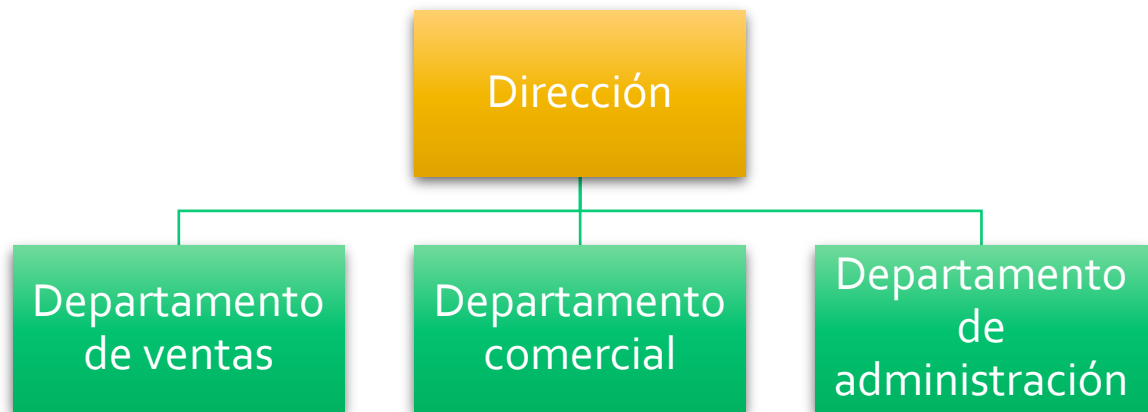 Dirección
Departamento
de ventas
Departamento
comercial
Departamento
de
administración